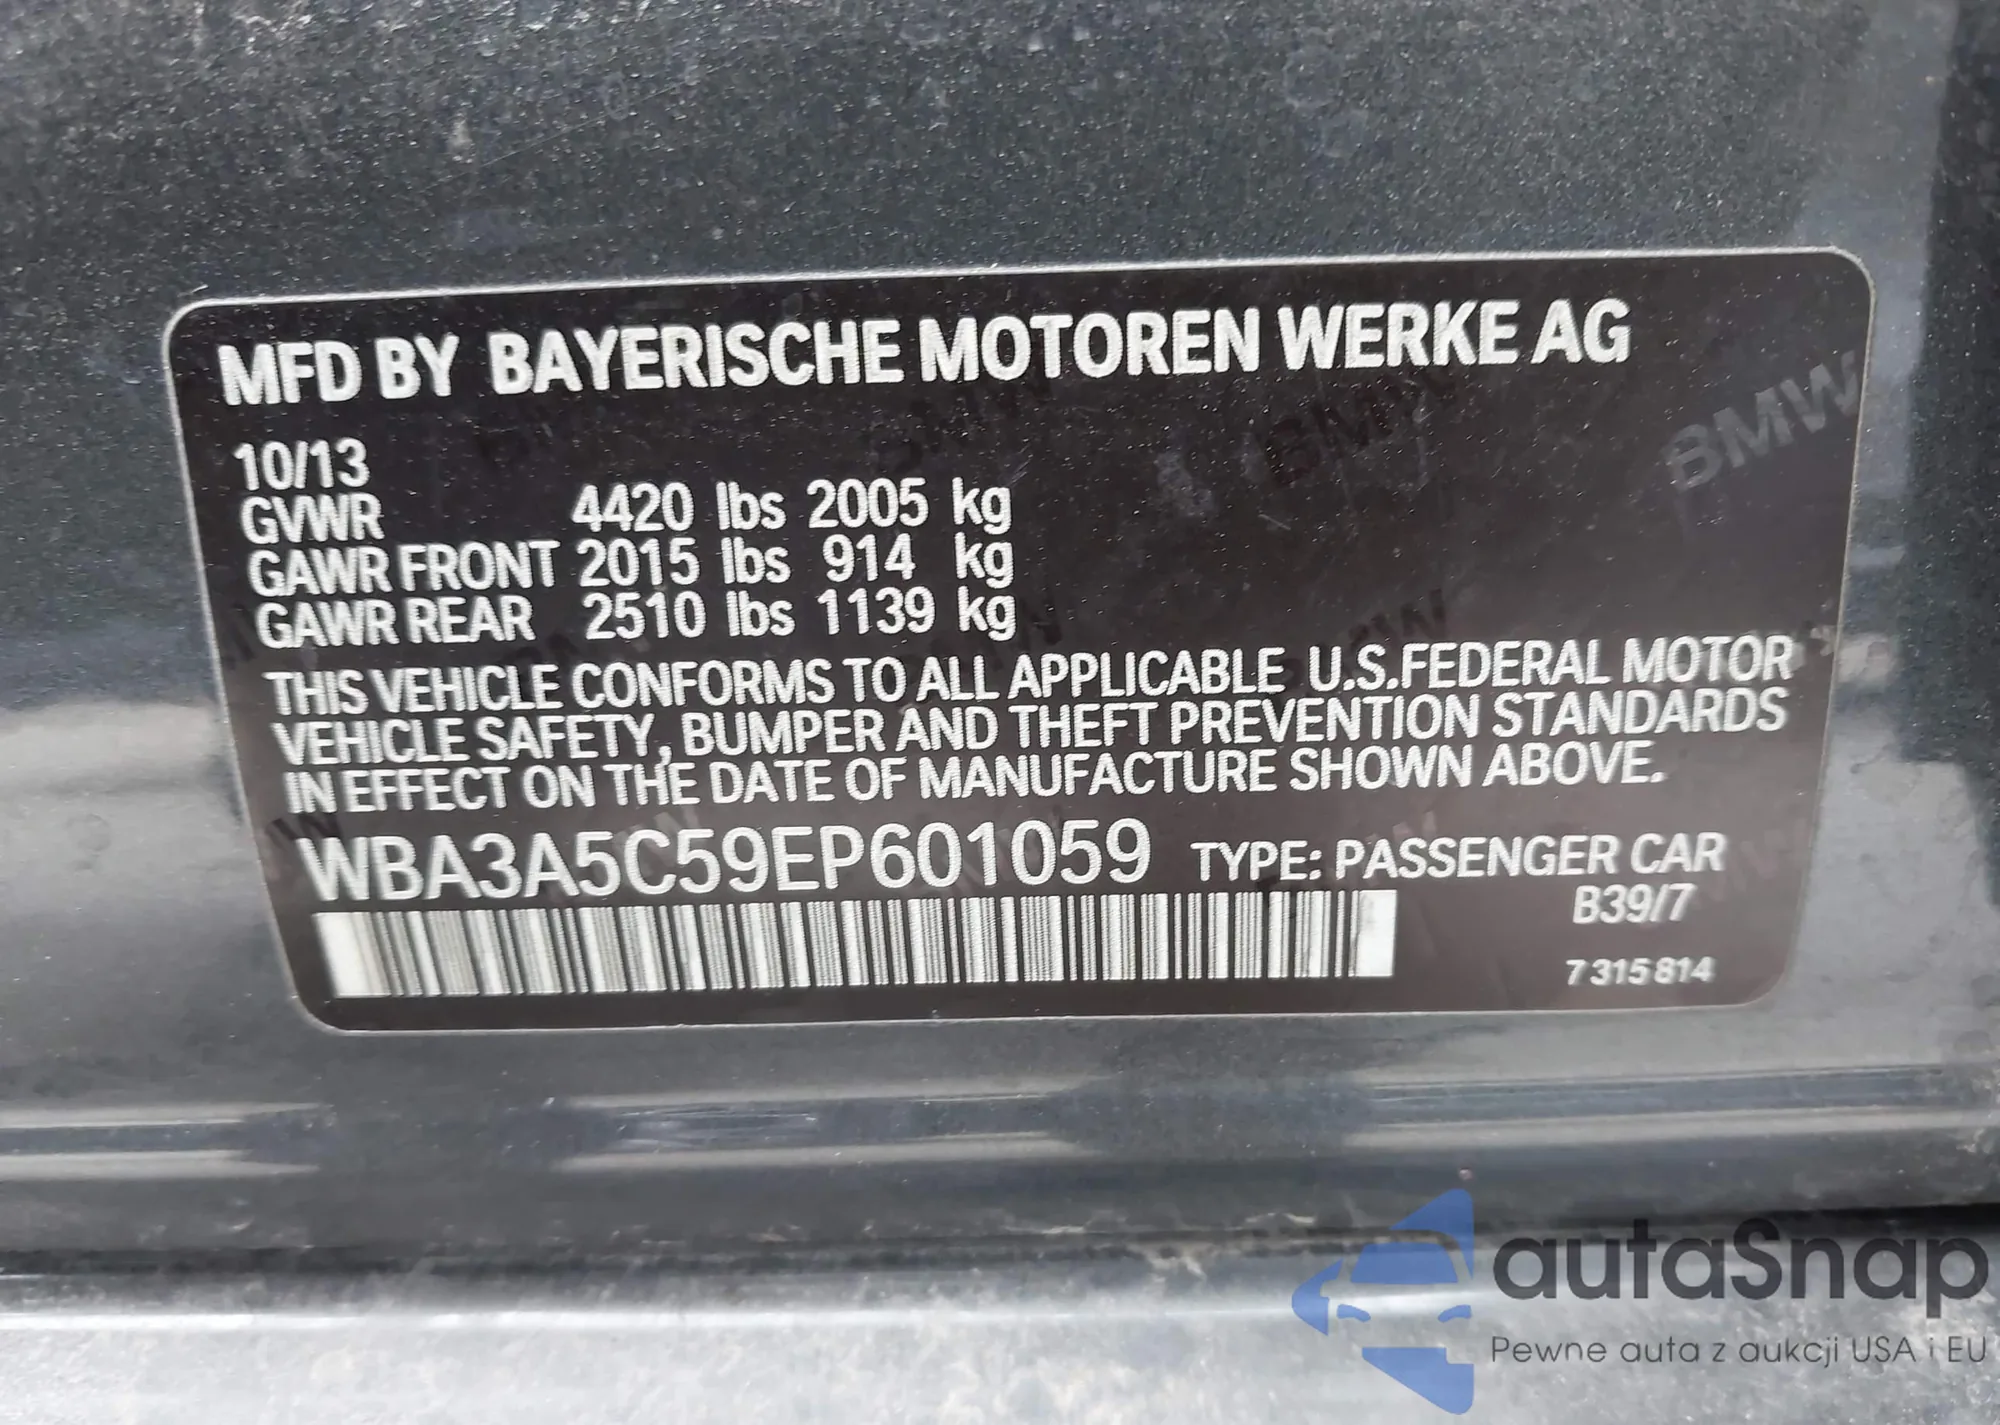 MFD BY BAYERISCHE MOTOREN WERKE AG
10/13
GVWR 4420 lbs 2005 kg
GAWR FRONT 2015 lbs 914 kg
GAWR REAR 2510 lbs 1139 kg
THIS VEHICLE CONFORMS TO ALL APPLICABLE U.S.FEDERAL MOTOR
VEHICLE SAFETY, BUMPER AND THEFT PREVENTION STANDARDS
IN EFFECT ON THE DATE OF MANUFACTURE SHOWN ABOVE.
WBA3A5C59EP601059 TYPE: PASSENGER CAR
B39/7
7 315 814
BMW
autaSnap
Pewne auta z aukcji USA i EU